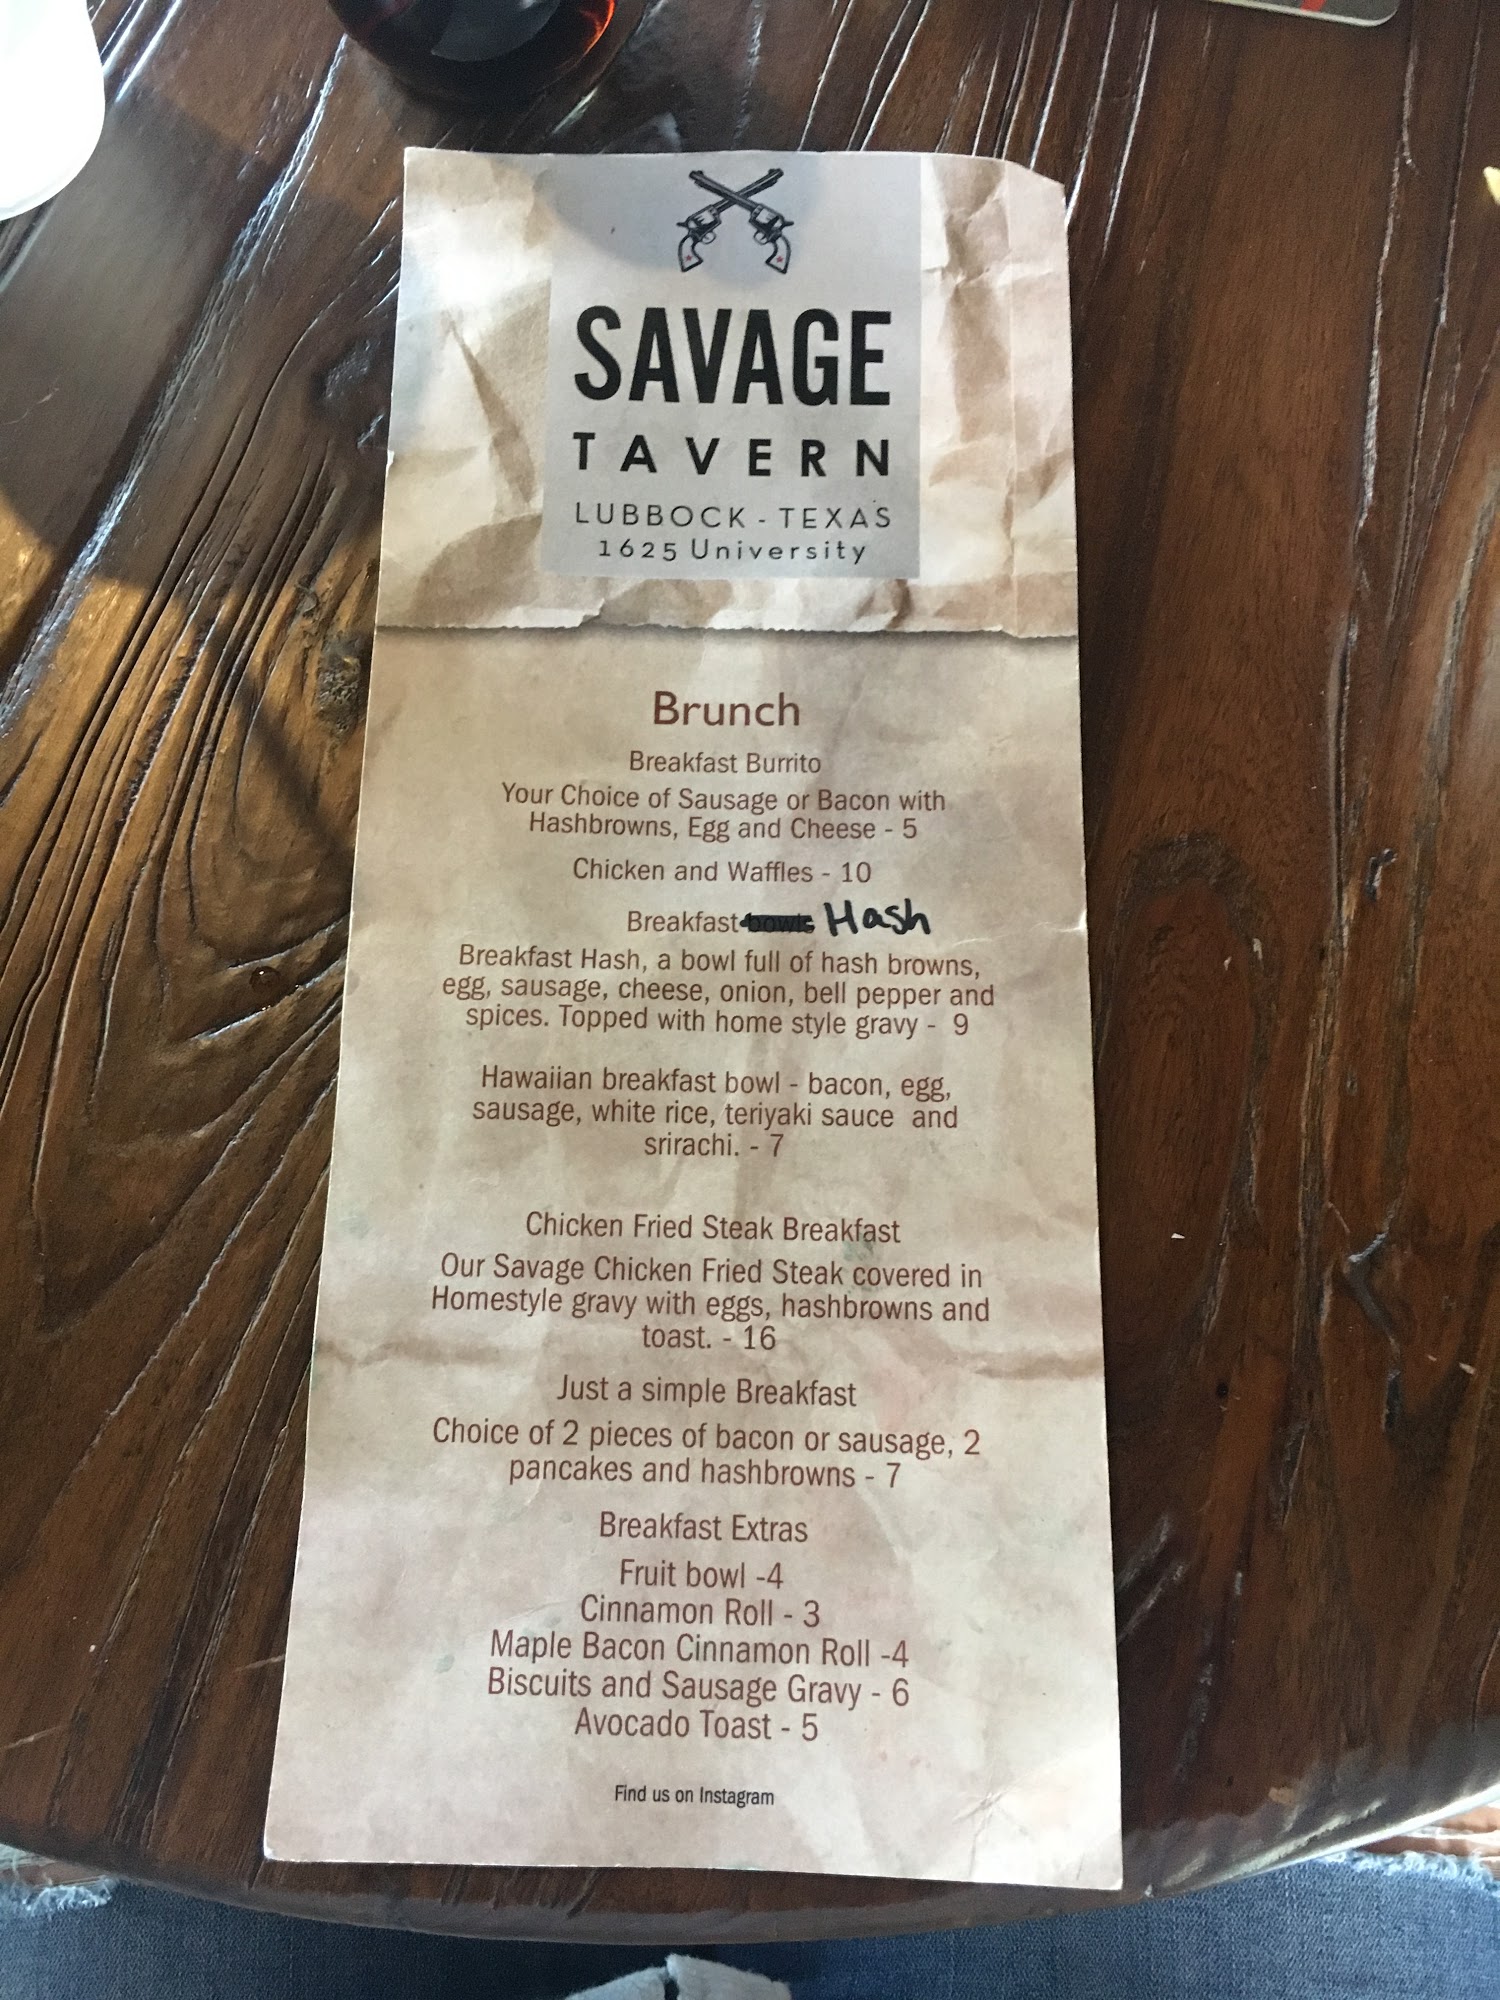 SAVAGE
TAVERN
LUBBOCK - TEXAS
1625 University
Brunch
Breakfast Burrito
Your Choice of Sausage or Bacon with
Hashbrowns, Egg and Cheese - 5
Chicken and Waffles - 10
Breakfast bowls Hash
Breakfast Hash, a bowl full of hash browns,
egg, sausage, cheese, onion, bell pepper and
spices. Topped with home style gravy - 9
Hawaiian breakfast bowl - bacon, egg,
sausage, white rice, teriyaki sauce and
srirachi. - 7
Chicken Fried Steak Breakfast
Our Savage Chicken Fried Steak covered in
Homestyle gravy with eggs, hashbrowns and
toast. - 16
Just a simple Breakfast
Choice of 2 pieces of bacon or sausage, 2
pancakes and hashbrowns - 7
Breakfast Extras
Fruit bowl -4
Cinnamon Roll - 3
Maple Bacon Cinnamon Roll -4
Biscuits and Sausage Gravy - 6
Avocado Toast - 5
Find us on Instagram